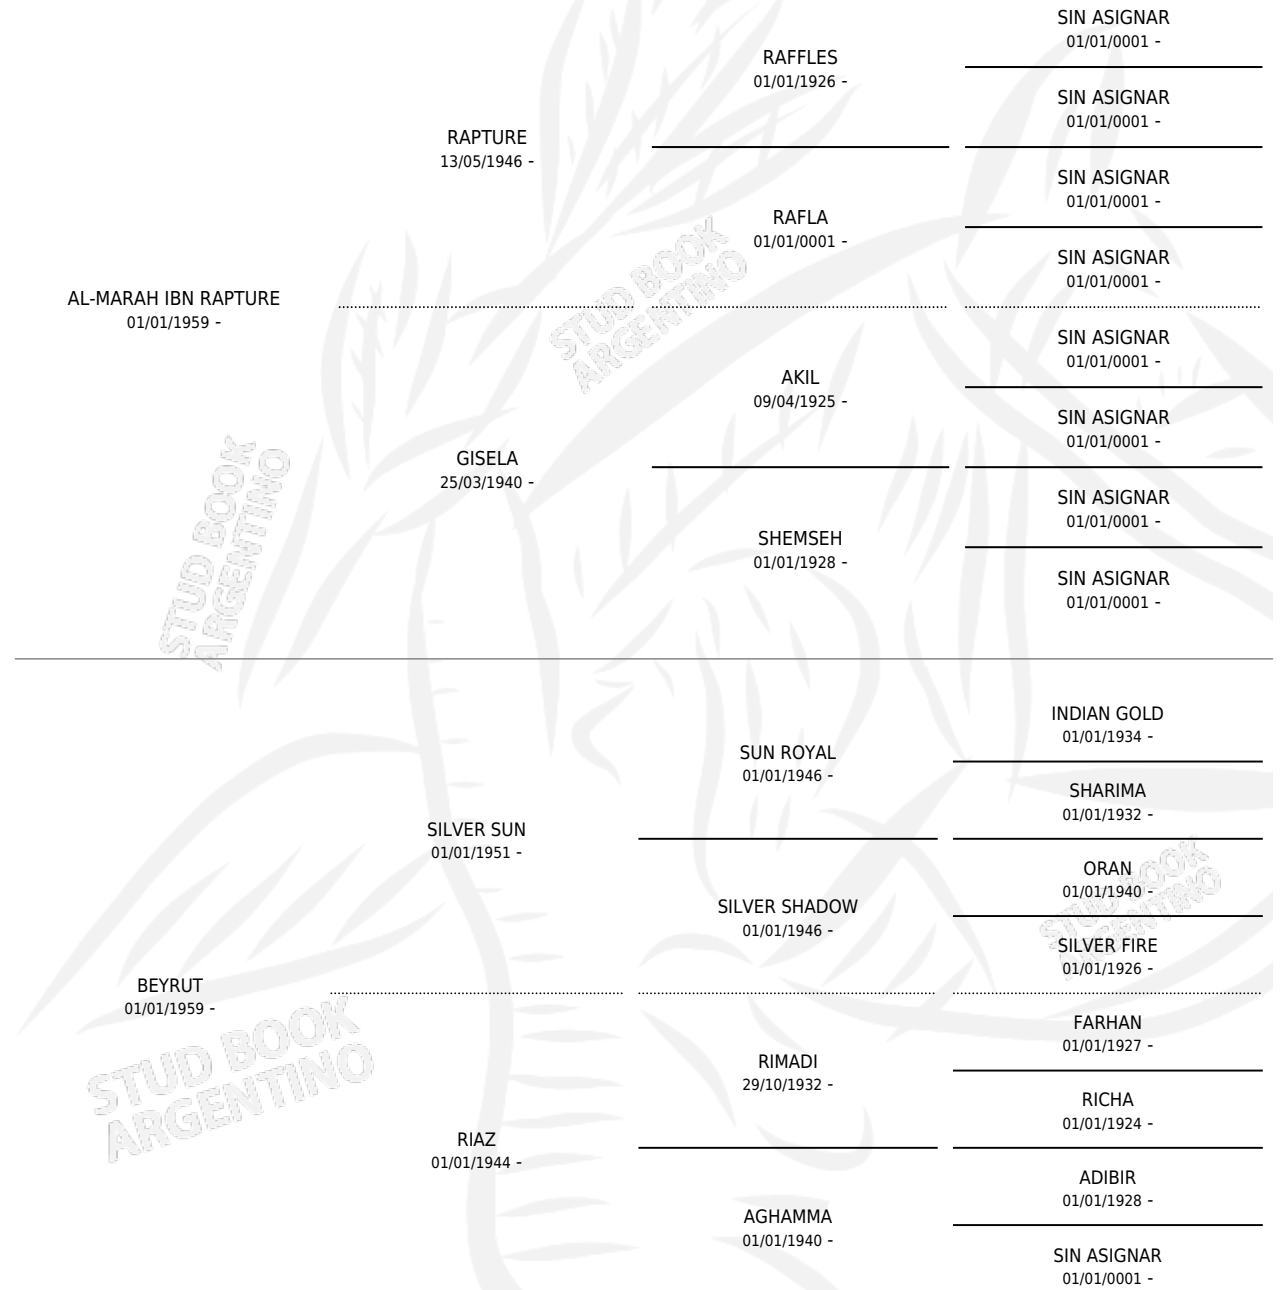 SIN ASIGNAR
01/01/0001 -
RAFFLES
01/01/1926 -
SIN ASIGNAR
01/01/0001 -
RAPTURE
13/05/1946 -
SIN ASIGNAR
01/01/0001 -
RAFLA
01/01/0001 -
SIN ASIGNAR
01/01/0001 -
AL-MARAH IBN RAPTURE
01/01/1959 -
SIN ASIGNAR
01/01/0001 -
AKIL
09/04/1925 -
SIN ASIGNAR
01/01/0001 -
GISELA
25/03/1940 -
SIN ASIGNAR
01/01/0001 -
SHEMSEH
01/01/1928 -
SIN ASIGNAR
01/01/0001 -
INDIAN GOLD
01/01/1934 -
SUN ROYAL
01/01/1946 -
SHARIMA
01/01/1932 -
SILVER SUN
01/01/1951 -
ORAN
01/01/1940 -
SILVER SHADOW
01/01/1946 -
SILVER FIRE
01/01/1926 -
BEYRUT
01/01/1959 -
FARHAN
01/01/1927 -
RIMADI
29/10/1932 -
RICHA
01/01/1924 -
RIAZ
01/01/1944 -
ADIBIR
01/01/1928 -
AGHAMMA
01/01/1940 -
SIN ASIGNAR
01/01/0001 -
STUD BOOK
ARGENTINO
STUD BOOK
ARGENTINO
STUD BOOK
ARGENTINO
STUD BOOK
ARGENTINO